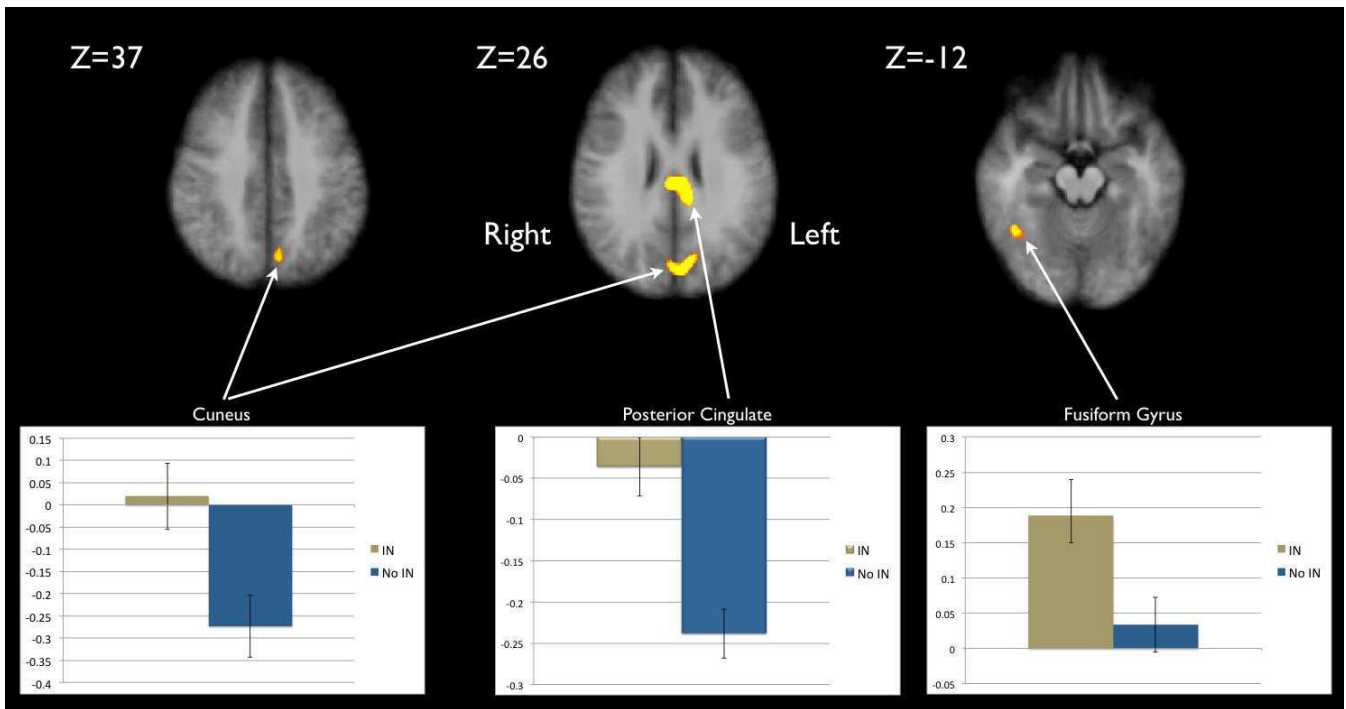 Z=37
Z=26
Z=-12
Right
Left
Cuneus
Posterior Cingulate
Fusiform Gyrus
0.15
0.1
0.05
0
-0.05
-0.1
-0.15
-0.2
-0.25
-0.3
-0.35
-0.4
IN
No IN
0
-0.05
-0.1
-0.15
-0.2
-0.25
-0.3
IN
No IN
0.3
0.25
0.2
0.15
0.1
0.05
0
-0.05
IN
No IN